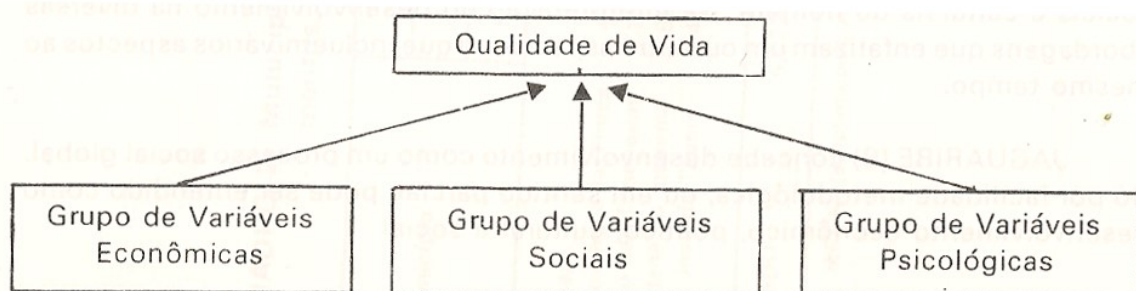 Qualidade de Vida
Grupo de Variáveis
Econômicas
Grupo de Variáveis
Sociais
Grupo de Variáveis
Psicológicas